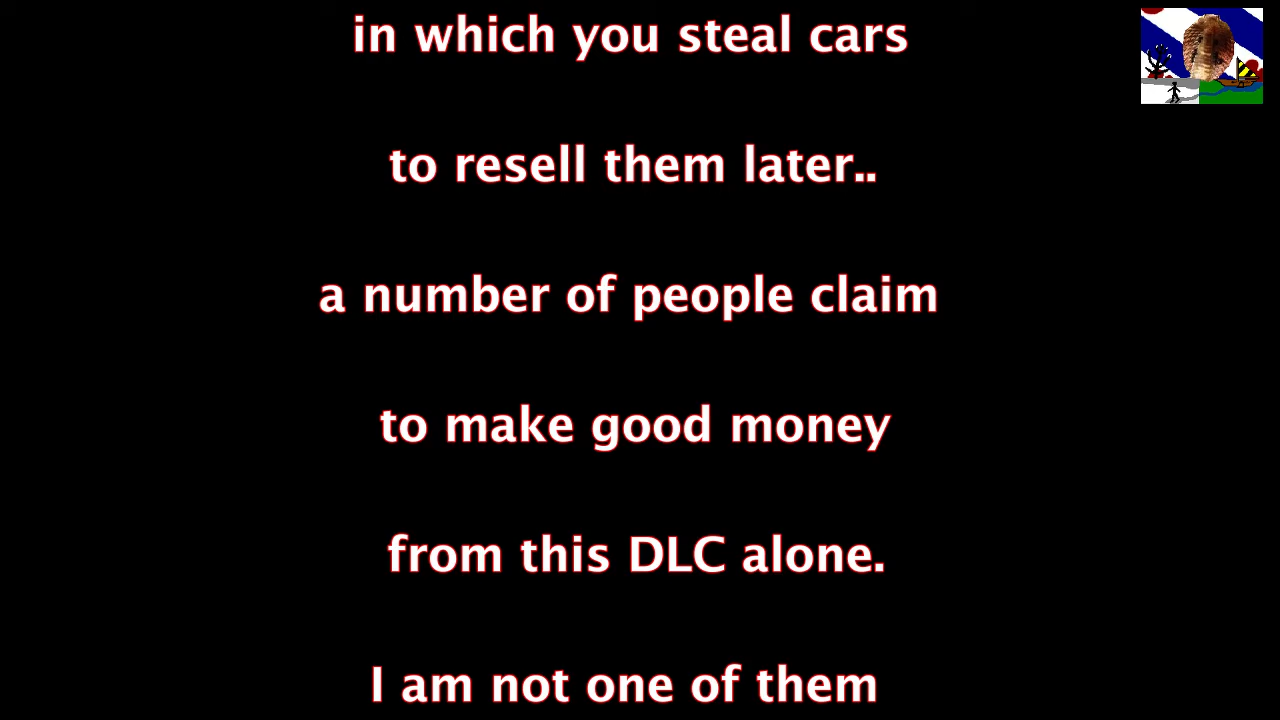 in which you steal cars
to resell them later..
a number of people claim
to make good money
from this DLC alone.
I am not one of them